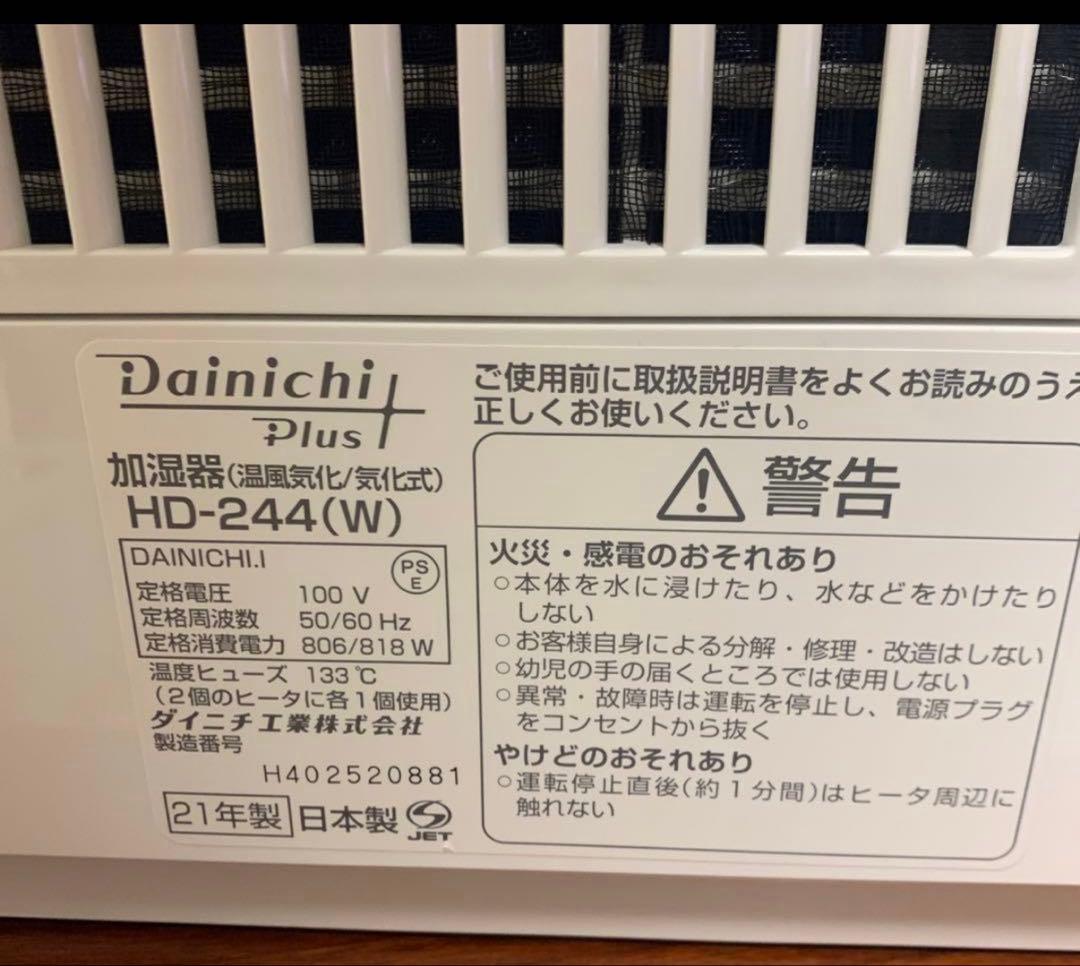 Dainichi
Plus
加湿器(温風気化/気化式)
HD-244(W)
DAINICHI.I
PS
E
定格電圧 100 V
定格周波数 50/60 Hz
定格消費電力 806/818 W
温度ヒューズ 133 ℃
(2個のヒータに各1個使用)
ダイニチ工業株式会社
製造番号
H402520881
21年製 日本製
JET
ご使用前に取扱説明書をよくお読みのうえ
正しくお使いください。
警告
火災・感電のおそれあり
○本体を水に浸けたり、水などをかけたり
しない
○お客様自身による分解・修理・改造はしない
○幼児の手の届くところでは使用しない
○異常・故障時は運転を停止し、電源プラグ
をコンセントから抜く
やけどのおそれあり
○運転停止直後(約1分間)はヒータ周辺に
触れない